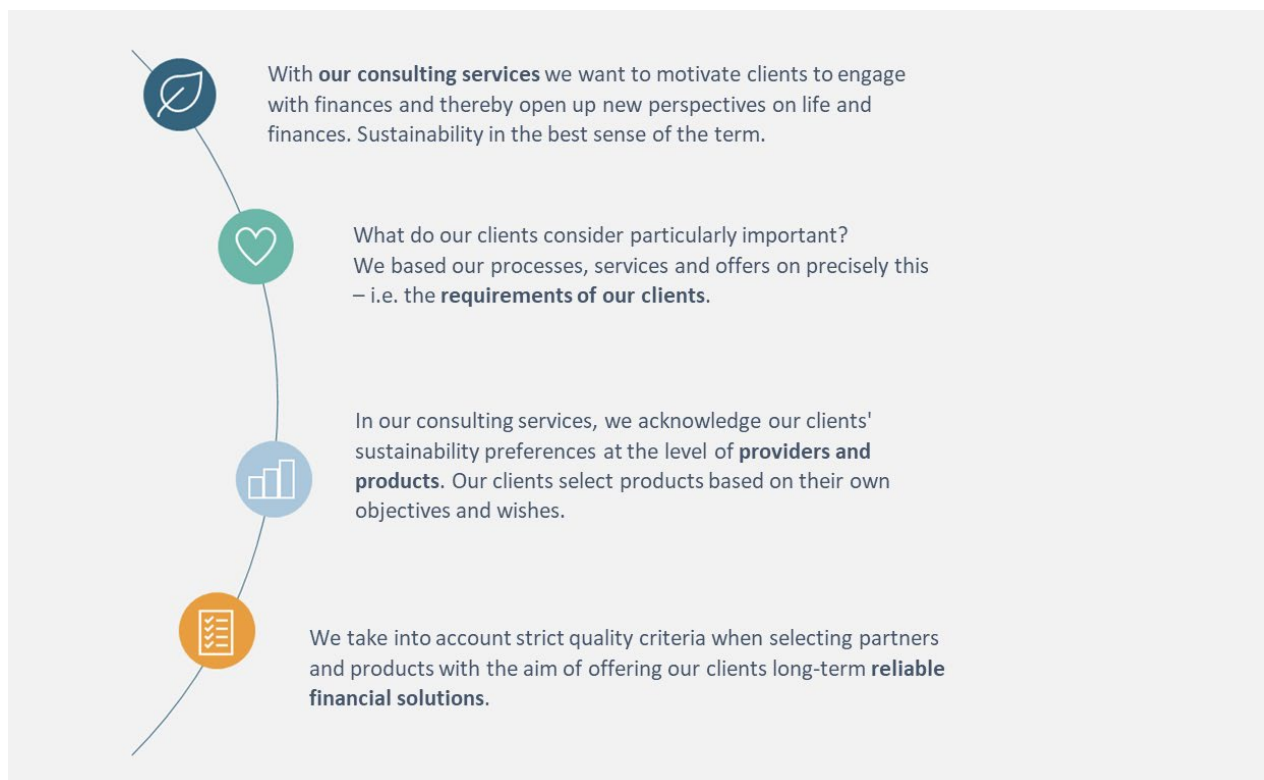 With our consulting services we want to motivate clients to engage
with finances and thereby open up new perspectives on life and
finances. Sustainability in the best sense of the term.
What do our clients consider particularly important?
We based our processes, services and offers on precisely this
– i.e. the requirements of our clients.
In our consulting services, we acknowledge our clients'
sustainability preferences at the level of providers and
products. Our clients select products based on their own
objectives and wishes.
We take into account strict quality criteria when selecting partners
and products with the aim of offering our clients long-term reliable
financial solutions.